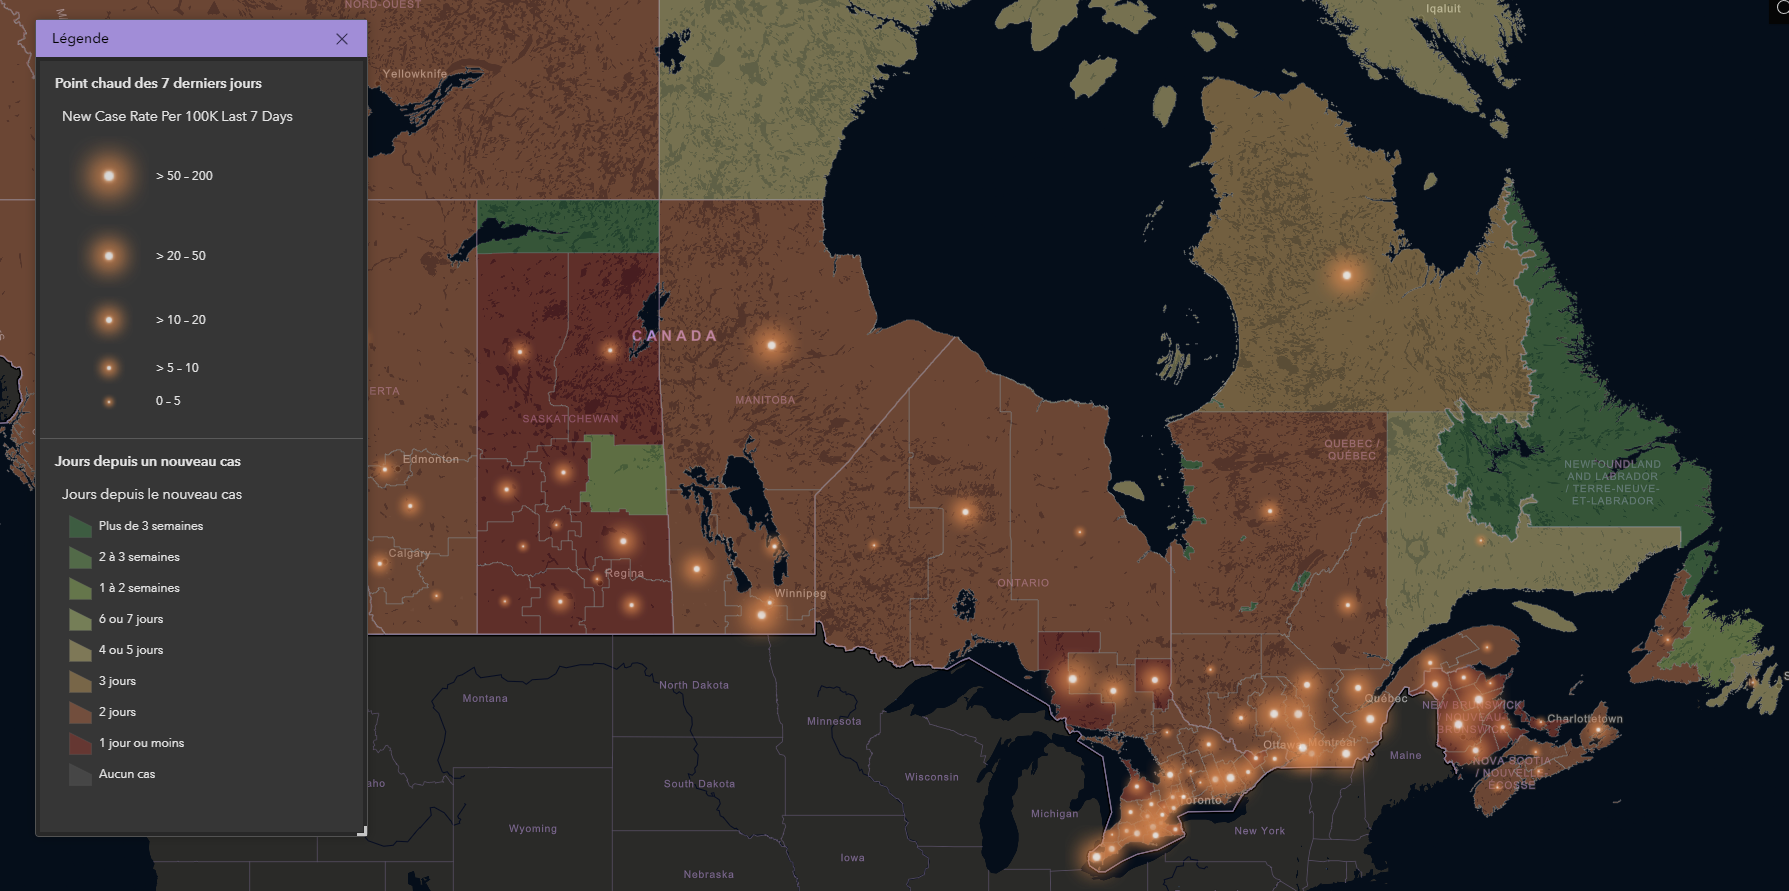 Légende
Point chaud des 7 derniers jours
New Case Rate Per 100K Last 7 Days
> 50 – 200
> 20 – 50
> 10 – 20
> 5 – 10
0 – 5
Jours depuis un nouveau cas
Jours depuis le nouveau cas
Plus de 3 semaines
2 à 3 semaines
1 à 2 semaines
6 ou 7 jours
4 ou 5 jours
3 jours
2 jours
1 jour ou moins
Aucun cas
NORD-OUEST
Iqaluit
Yellowknife
CANADA
ERTA
MANITOBA
SASKATCHEWAN
Edmonton
QUEBEC /
QUÉBEC
NEWFOUNDLAND
AND LABRADOR
/ TERRE-NEUVE-
ET-LABRADOR
Calgary
Regina
ONTARIO
Winnipeg
Montana
North Dakota
Minnesota
Québec
NEW BRUNSWICK
/ NOUVEAU-
BRUNSWICK
Charlottetown
Ottawa
Montréal
Maine
NOVA SCOTIA
/ NOUVELLE-
ÉCOSSE
aho
South Dakota
Wisconsin
Toronto
Michigan
Wyoming
New York
Iowa
Nebraska